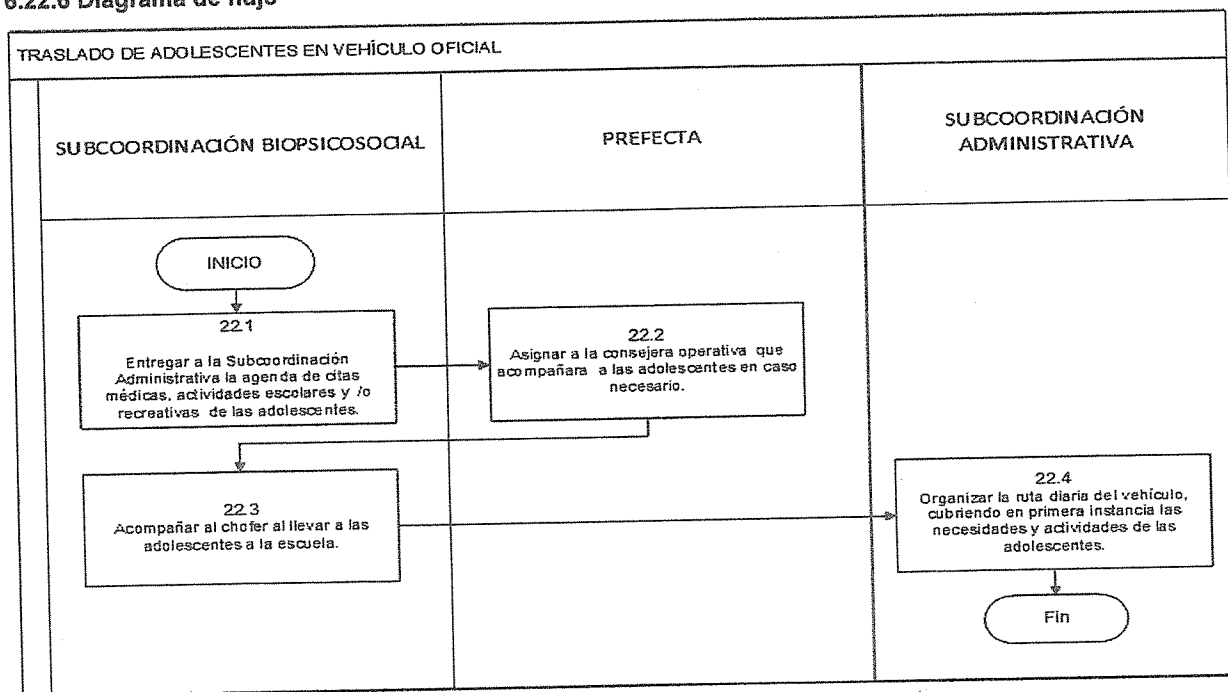 6.22.6 Diagrama de flujo
TRASLADO DE ADOLESCENTES EN VEHÍCULO OFICIAL
SUBCOORDINACIÓN BIOPSICOSOCIAL
PREFECTA
SUBCOORDINACIÓN
ADMINISTRATIVA
INICIO
22.1
Entregar a la Subcoordinación
Administrativa la agenda de citas
médicas, actividades escolares y /o
recreativas de las adolescentes.
22.2
Asignar a la consejera operativa que
acompañara a las adolescentes en caso
necesario.
22.3
Acompañar al chofer al llevar a las
adolescentes a la escuela.
22.4
Organizar la ruta diaria del vehículo,
cubriendo en primera instancia las
necesidades y actividades de las
adolescentes.
Fin